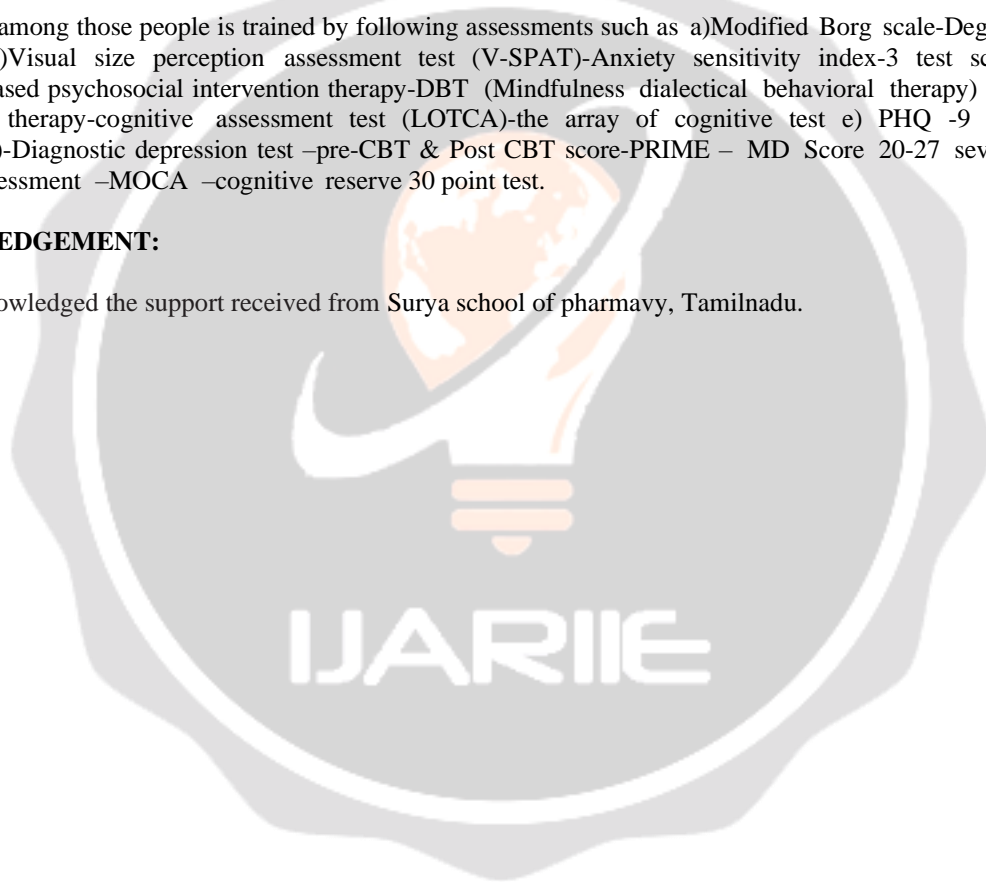 among those people is trained by following assessments such as a)Modified Borg scale-Deg
)Visual size perception assessment test (V-SPAT)-Anxiety sensitivity index-3 test sc
ased psychosocial intervention therapy-DBT (Mindfulness dialectical behavioral therapy)
therapy-cognitive assessment test (LOTCA)-the array of cognitive test e) PHQ -9
)-Diagnostic depression test –pre-CBT & Post CBT score-PRIME – MD Score 20-27 sev
essment –MOCA –cognitive reserve 30 point test.
EDGEMENT:
owledged the support received from Surya school of pharmavy, Tamilnadu.
IJARIIE